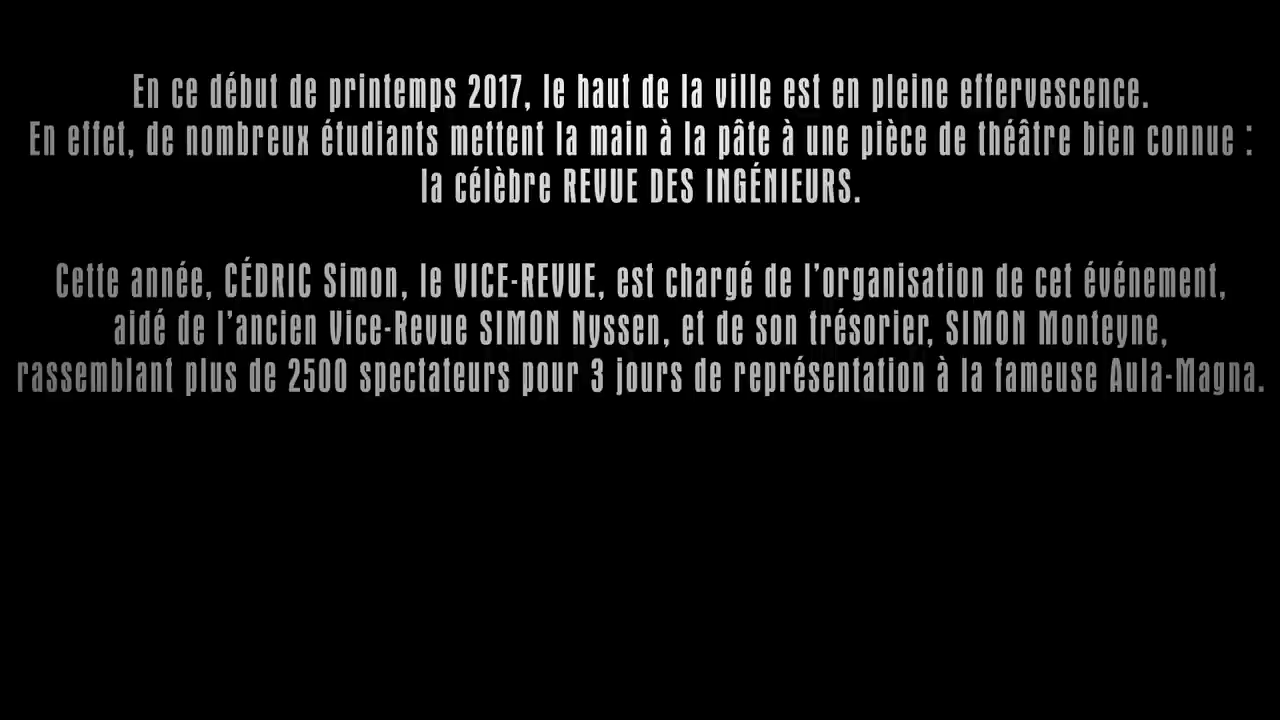 En ce début de printemps 2017, le haut de la ville est en pleine effervescence.
En effet, de nombreux étudiants mettent la main à la pâte à une pièce de théâtre bien connue :
la célèbre REVUE DES INGÉNIEURS.
Cette année, CÉDRIC Simon, le VICE-REVUE, est chargé de l'organisation de cet événement,
aidé de l'ancien Vice-Revue SIMON Nyssen, et de son trésorier, SIMON Monteyne,
rassemblant plus de 2500 spectateurs pour 3 jours de représentation à la fameuse Aula-Magna.